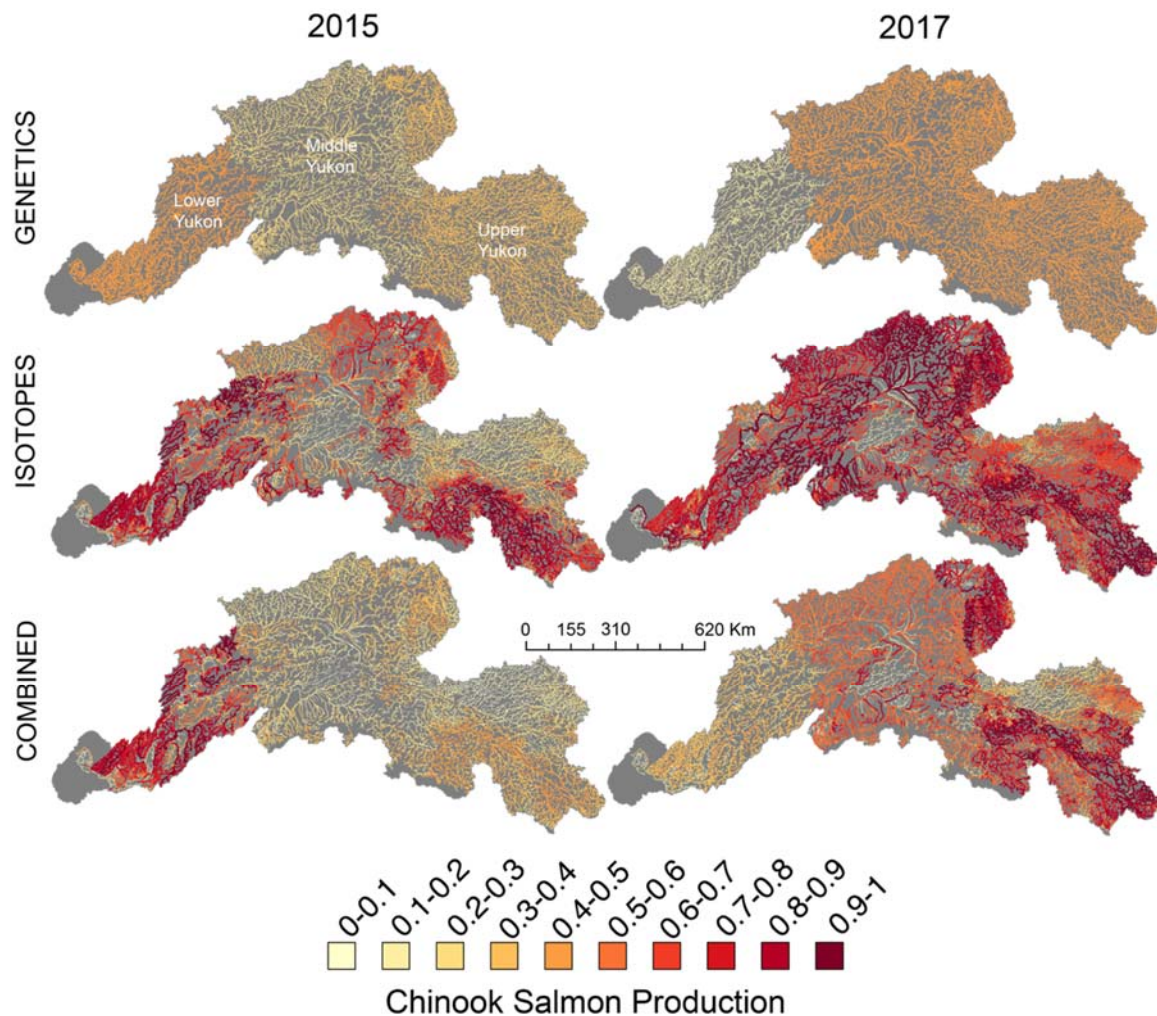 2015
2017
GENETICS
Middle
Yukon
Lower
Yukon
Upper
Yukon
ISOTOPES
COMBINED
0 155 310 620 Km
0-0.1
0.1-0.2
0.2-0.3
0.3-0.4
0.4-0.5
0.5-0.6
0.6-0.7
0.7-0.8
0.8-0.9
0.9-1
Chinook Salmon Production